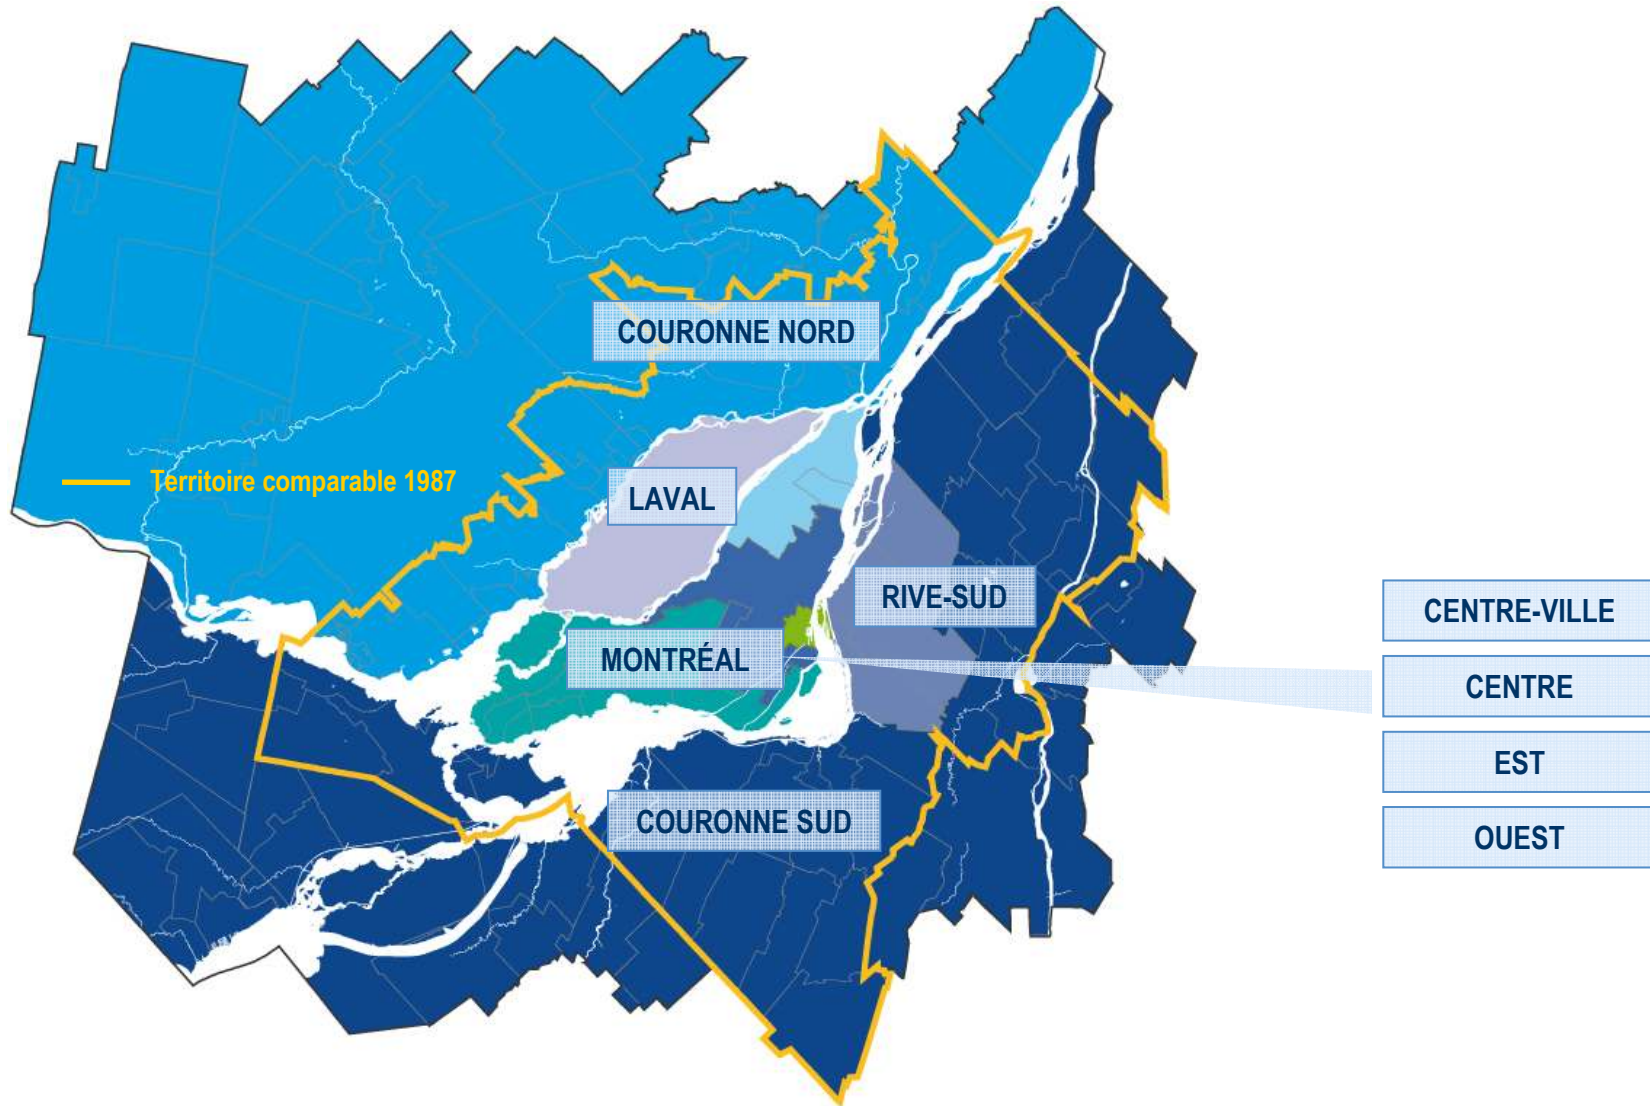 COURONNE NORD
Territoire comparable 1987
LAVAL
RIVE-SUD
MONTRÉAL
COURONNE SUD
CENTRE-VILLE
CENTRE
EST
OUEST